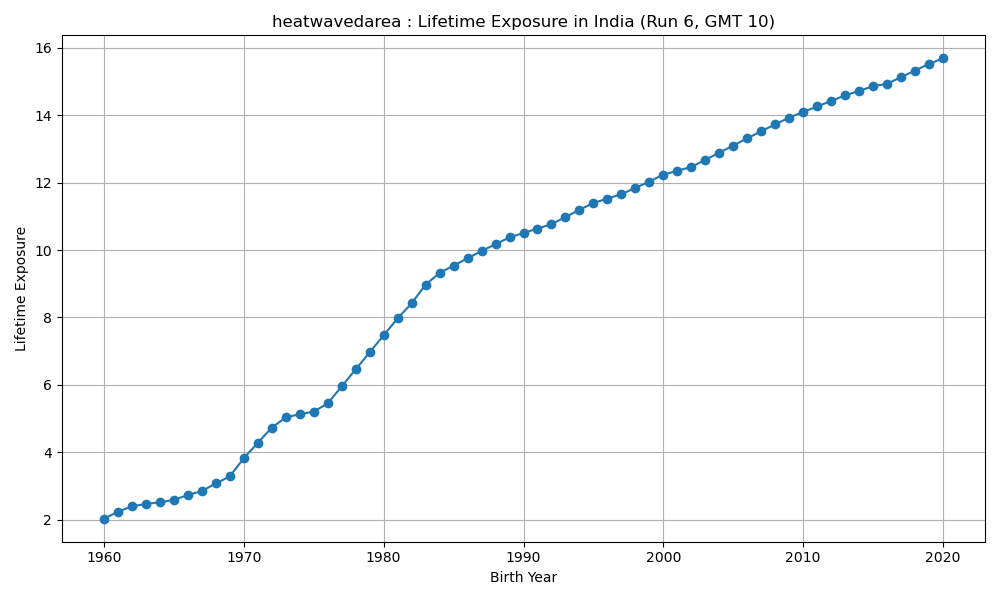 heatwavedarea : Lifetime Exposure in India (Run 6, GMT 10)
Lifetime Exposure
16
14
12
10
8
6
4
2
1960 1970 1980 1990 2000 2010 2020
Birth Year